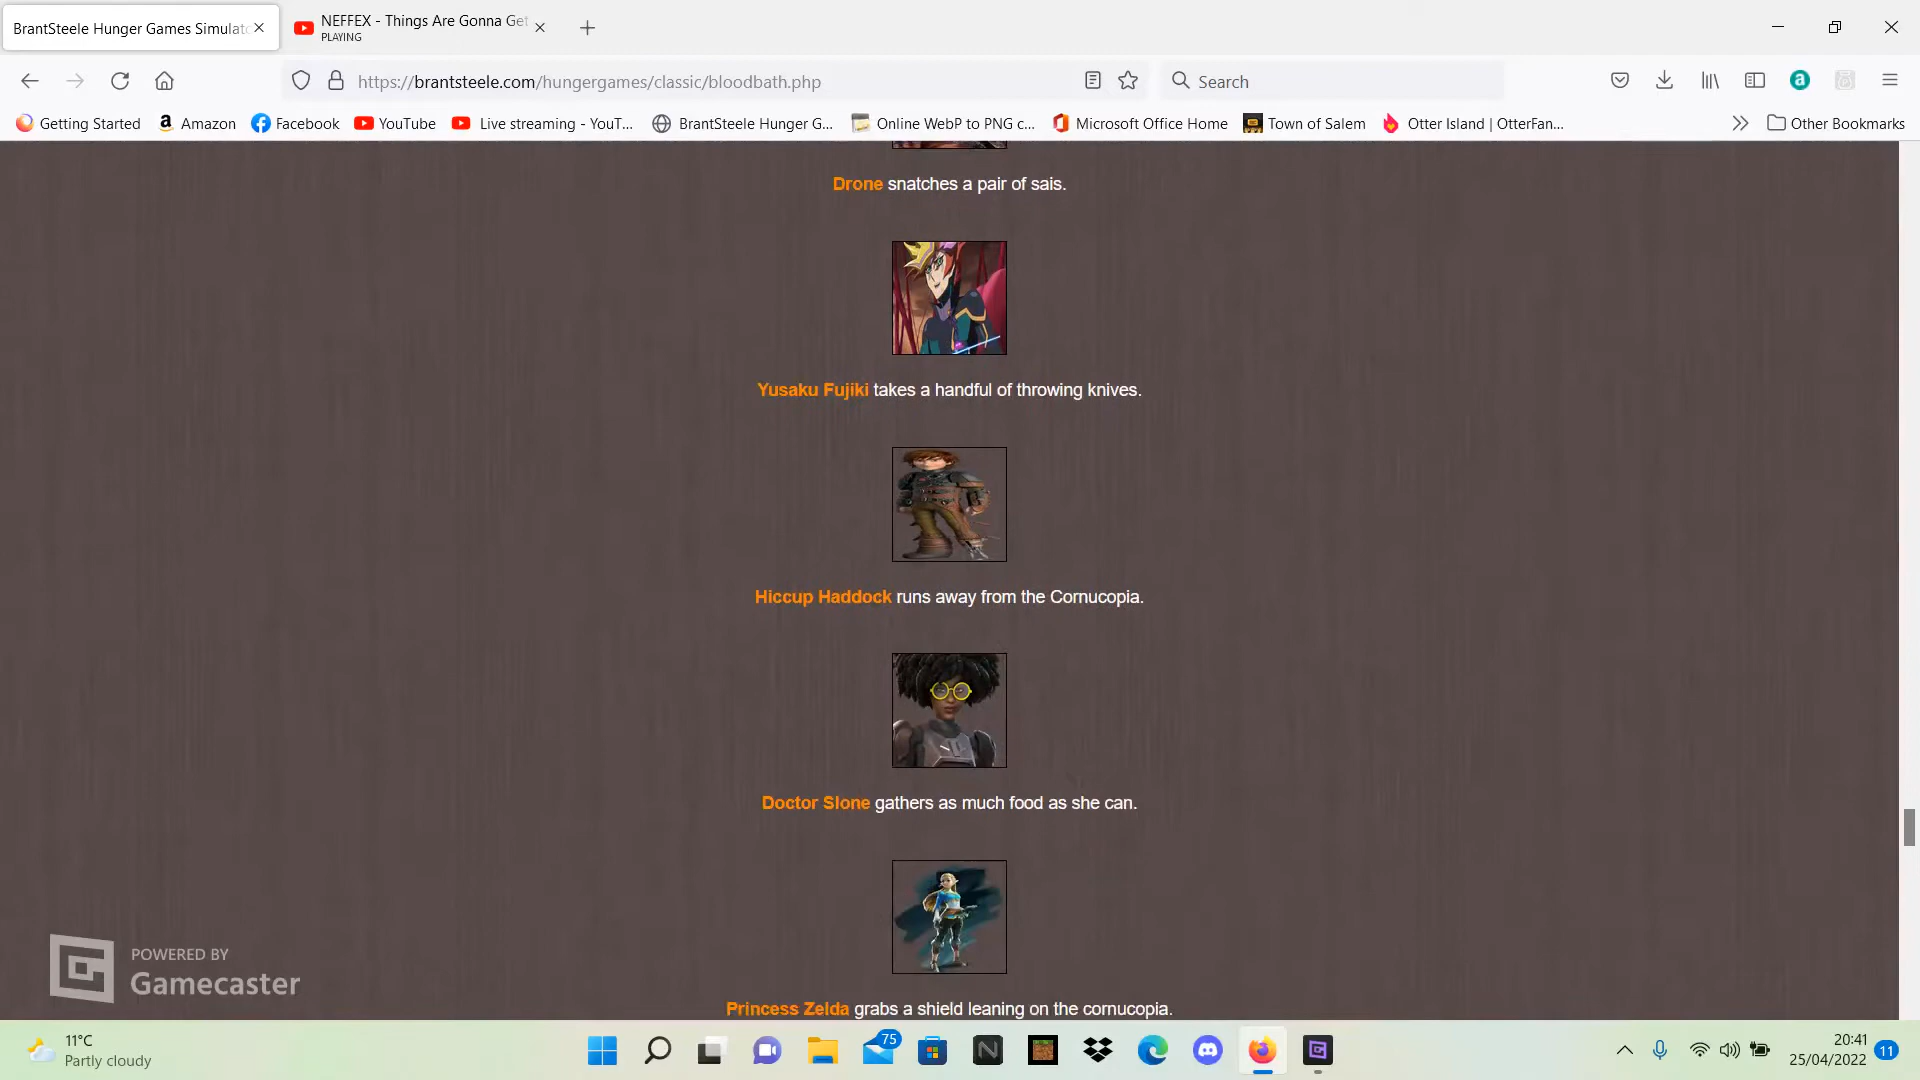 BrantSteele Hunger Games Simulato
NEFFEX - Things Are Gonna Get
PLAYING
https://brantsteele.com/hungergames/classic/bloodbath.php
Search
Getting Started
Amazon
Facebook
YouTube
Live streaming - YouT...
BrantSteele Hunger G...
Online WebP to PNG c...
Microsoft Office Home
Town of Salem
Otter Island | OtterFan...
Other Bookmarks
Drone snatches a pair of sais.
Yusaku Fujiki takes a handful of throwing knives.
Hiccup Haddock runs away from the Cornucopia.
Doctor Slone gathers as much food as she can.
Princess Zelda grabs a shield leaning on the cornucopia.
POWERED BY
Gamecaster
11°C
Partly cloudy
75
20:41
25/04/2022
11